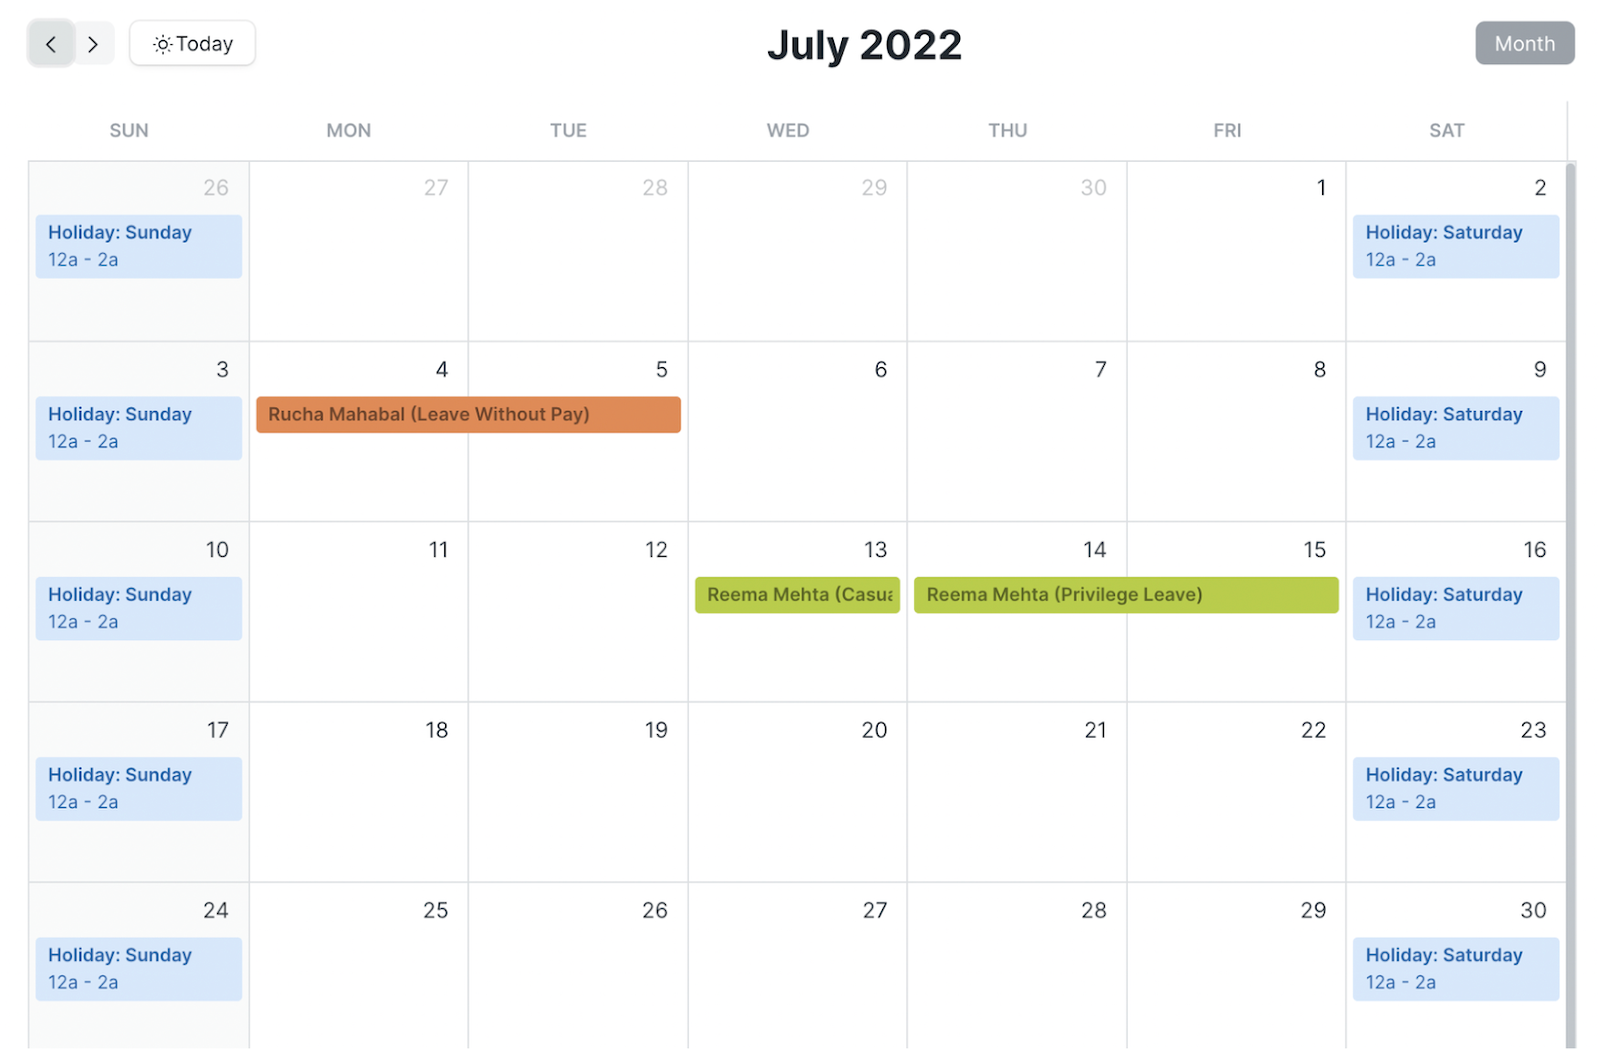 Today
July 2022
Month
SUN MON TUE WED THU FRI SAT
26 27 28 29 30 1 2
Holiday: Sunday Holiday: Saturday
12a - 2a 12a - 2a
3 4 5 6 7 8 9
Holiday: Sunday Rucha Mahabal (Leave Without Pay) Holiday: Saturday
12a - 2a 12a - 2a
10 11 12 13 14 15 16
Holiday: Sunday Reema Mehta (Casua Reema Mehta (Privilege Leave) Holiday: Saturday
12a - 2a 12a - 2a
17 18 19 20 21 22 23
Holiday: Sunday Holiday: Saturday
12a - 2a 12a - 2a
24 25 26 27 28 29 30
Holiday: Sunday Holiday: Saturday
12a - 2a 12a - 2a